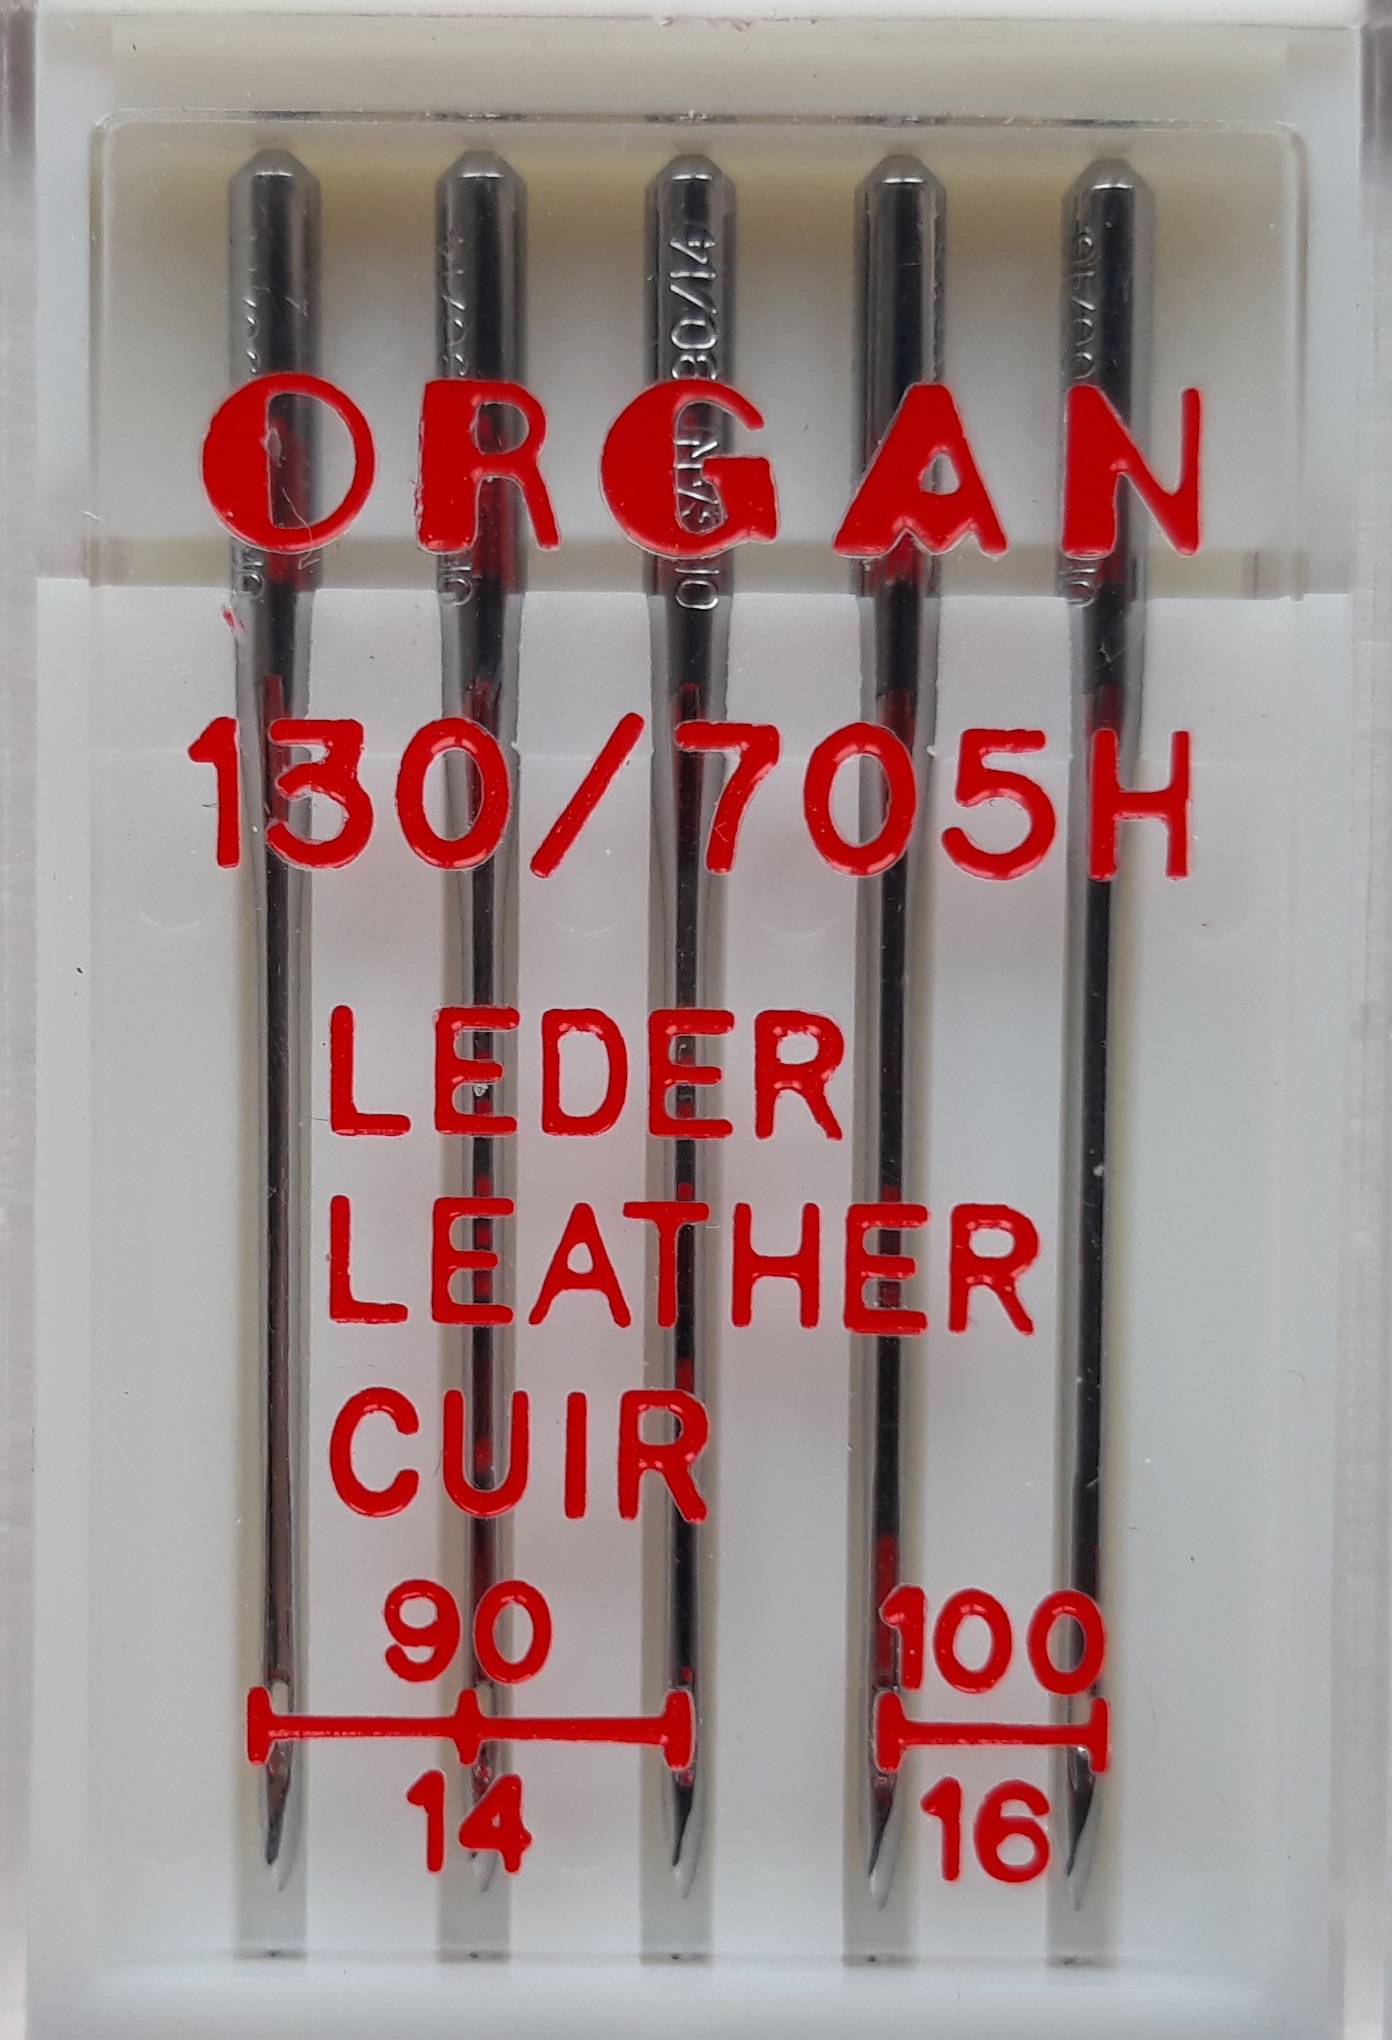 ORGAN
130/705H
LEDER
LEATHER
CUIR
90 100
14 16